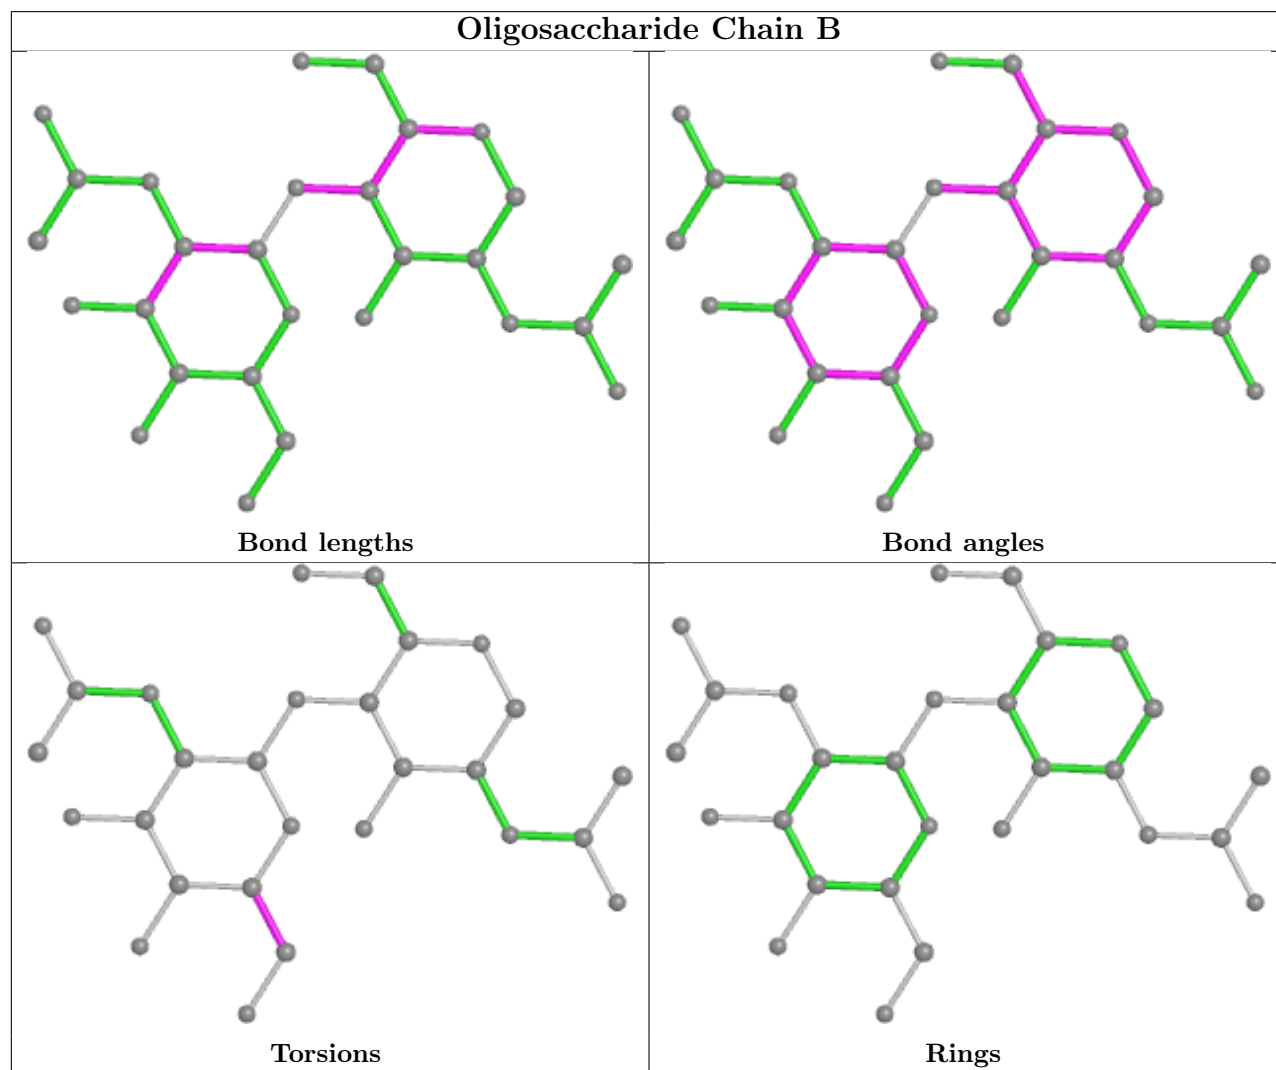 Oligosaccharide Chain B
Bond lengths
Bond angles
Torsions
Rings